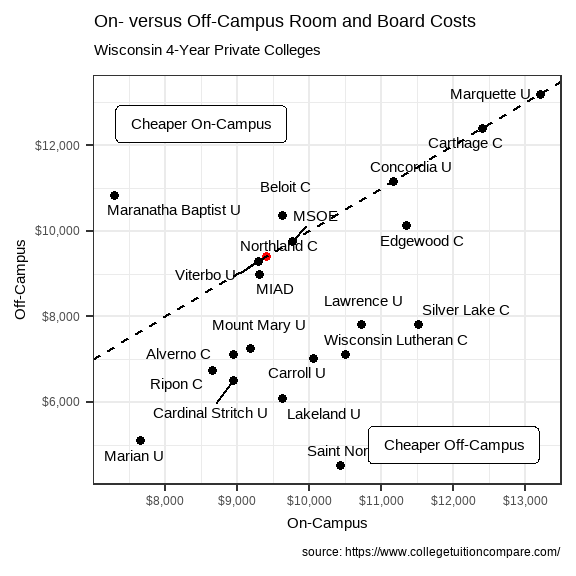 On- versus Off-Campus Room and Board Costs
Wisconsin 4-Year Private Colleges
Marquette U
Cheaper On-Campus
$12,000
Carthage C
Concordia U
Beloit C
Maranatha Baptist U
MSOE
$10,000
Edgewood C
Northland C
Off-Campus
Viterbo U
MIAD
Lawrence U
Silver Lake C
$8,000
Mount Mary U
Wisconsin Lutheran C
Alverno C
Carroll U
Ripon C
$6,000
Cardinal Stritch U
Lakeland U
Cheaper Off-Campus
Saint Nor
Marian U
$8,000 $9,000 $10,000 $11,000 $12,000 $13,000
On-Campus
source: https://www.collegetuitioncompare.com/